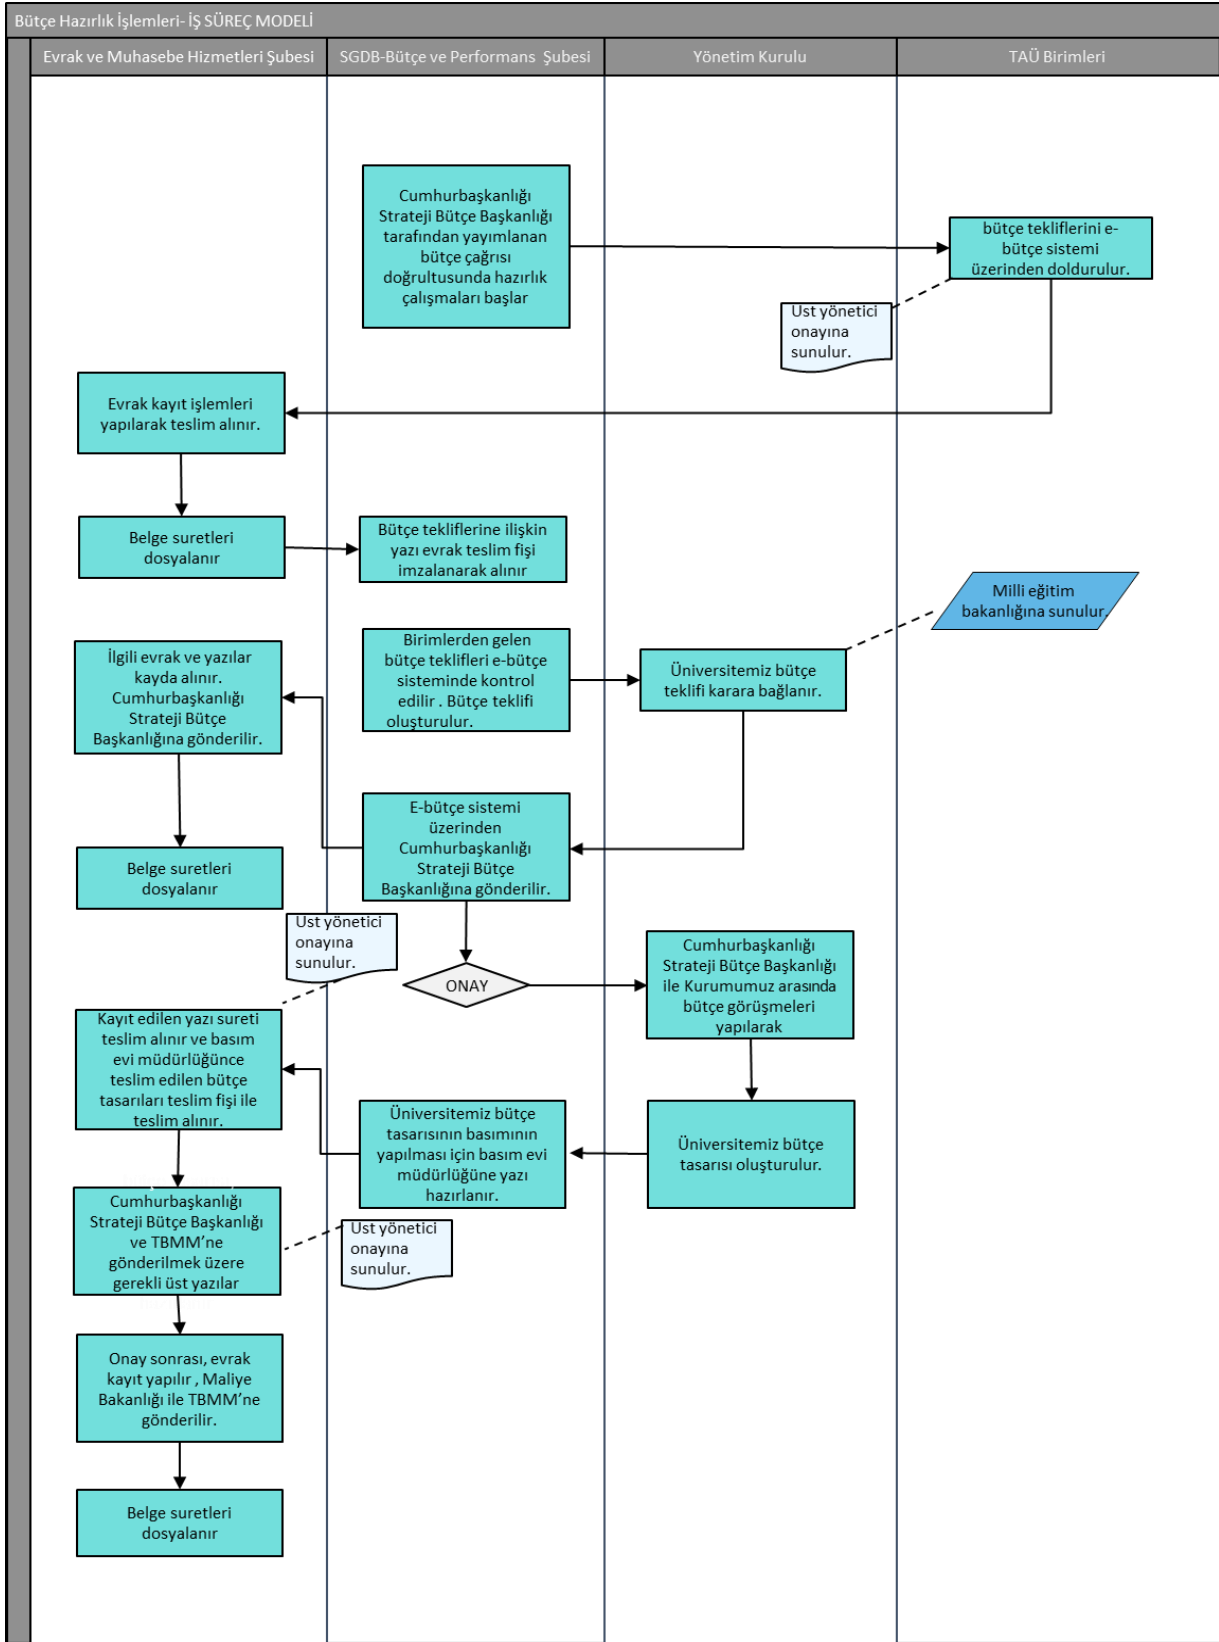 Bütçe Hazırlık İşlemleri- İŞ SÜREÇ MODELİ
Evrak ve Muhasebe Hizmetleri Şubesi
SGDB-Bütçe ve Performans Şubesi
Yönetim Kurulu
TAÜ Birimleri
Cumhurbaşkanlığı
Strateji Bütçe Başkanlığı
tarafından yayımlanan
bütçe çağrısı
doğrultusunda hazırlık
çalışmaları başlar
bütçe tekliflerini e-
bütçe sistemi
üzerinden doldurulur.
Ust yönetici
onayına
sunulur.
Evrak kayıt işlemleri
yapılarak teslim alınır.
Belge suretleri
dosyalanır
Bütçe tekliflerine ilişkin
yazı evrak teslim fişi
imzalanarak alınır
Milli eğitim
bakanlığına sunulur.
Birimlerden gelen
bütçe teklifleri e-bütçe
sisteminde kontrol
edilir . Bütçe teklifi
oluşturulur.
Üniversitemiz bütçe
teklifi karara bağlanır.
İlgili evrak ve yazılar
kayda alınır.
Cumhurbaşkanlığı
Strateji Bütçe
Başkanlığına gönderilir.
E-bütçe sistemi
üzerinden
Cumhurbaşkanlığı
Strateji Bütçe
Başkanlığına gönderilir.
Belge suretleri
dosyalanır
Ust yönetici
onayına
sunulur.
ONAY
Cumhurbaşkanlığı
Strateji Bütçe Başkanlığı
ile Kurumumuz arasında
bütçe görüşmeleri
yapılarak
Kayıt edilen yazı sureti
teslim alınır ve basım
evi müdürlüğünce
teslim edilen bütçe
tasarıları teslim fişi ile
teslim alınır.
Üniversitemiz bütçe
tasarısının basımının
yapılması için basım evi
müdürlüğüne yazı
hazırlanır.
Üniversitemiz bütçe
tasarısı oluşturulur.
Cumhurbaşkanlığı
Strateji Bütçe Başkanlığı
ve TBMM’ne
gönderilmek üzere
gerekli üst yazılar
Ust yönetici
onayına
sunulur.
Onay sonrası, evrak
kayıt yapılır , Maliye
Bakanlığı ile TBMM’ne
gönderilir.
Belge suretleri
dosyalanır